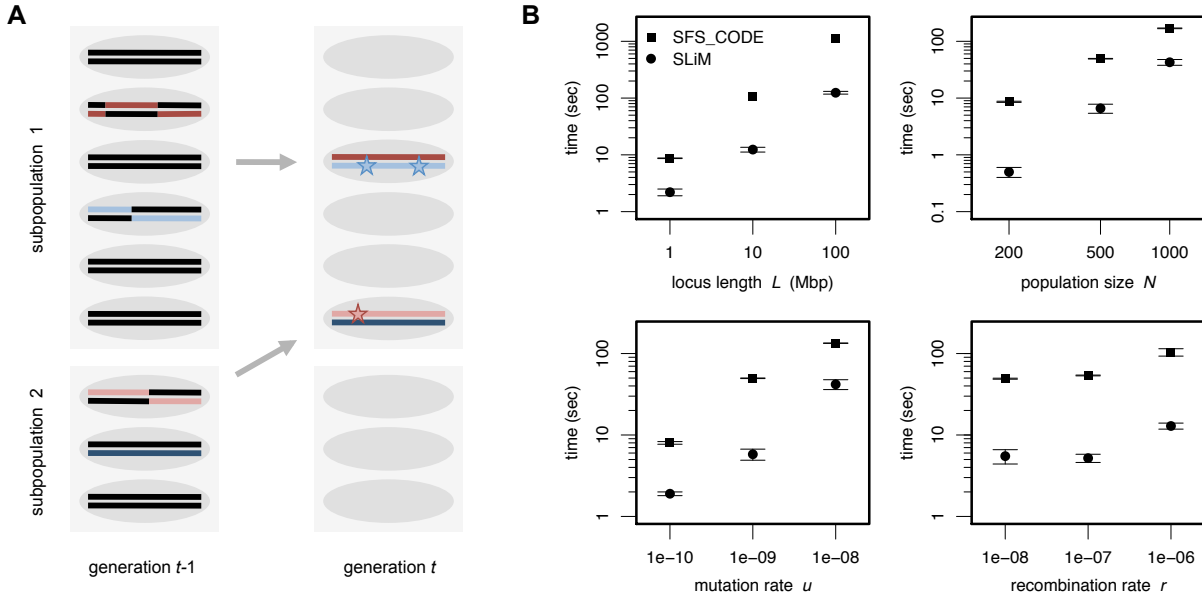 A
subpopulation 1
subpopulation 2
generation t-1
generation t
B
SFS_CODE
SLiM
time (sec)
1000
100
10
1
1
10
100
locus length L (Mbp)
time (sec)
100
10
1
0.1
200
500
1000
population size N
time (sec)
100
10
1
1e-10
1e-09
1e-08
mutation rate u
time (sec)
100
10
1
1e-08
1e-07
1e-06
recombination rate r